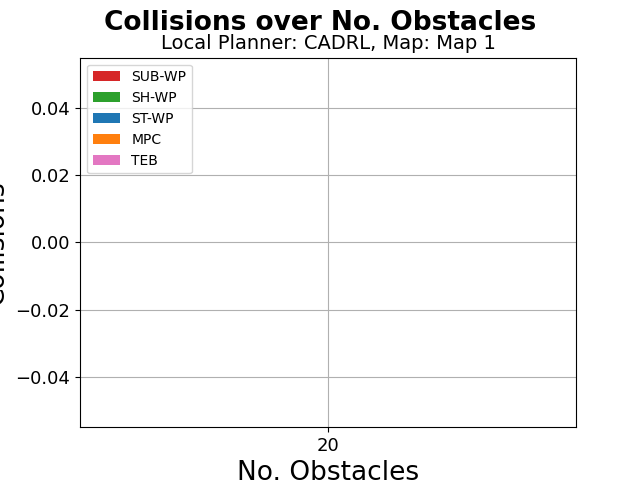 Collisions over No. Obstacles
Local Planner: CADRL, Map: Map 1
SUB-WP
SH-WP
ST-WP
MPC
TEB
0.04
0.02
0.00
−0.02
−0.04
Collisions
20
No. Obstacles